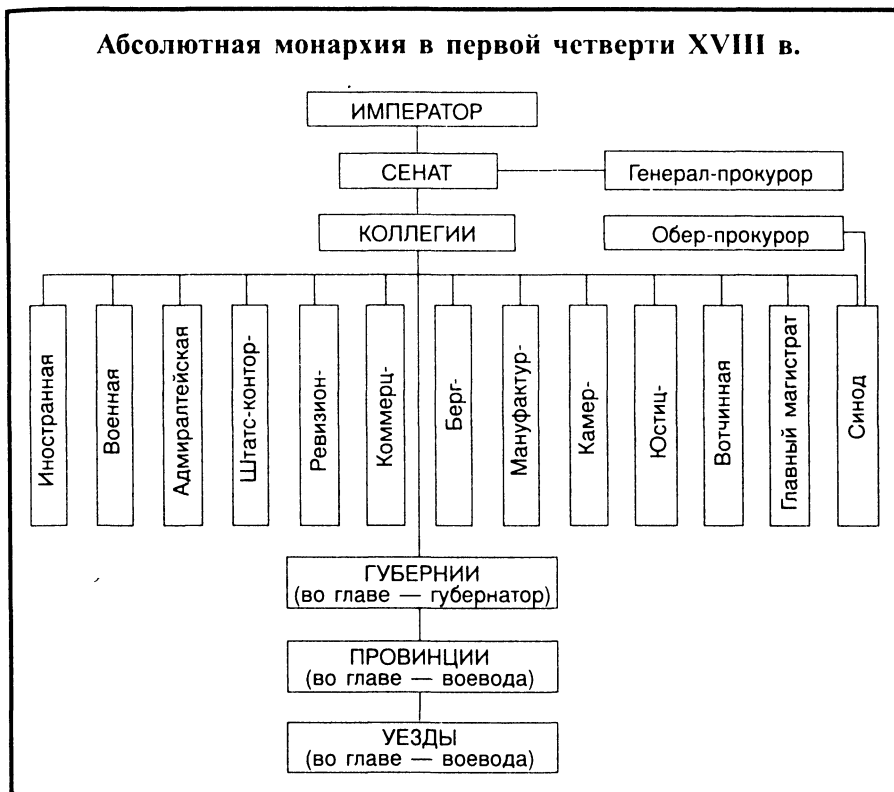 Абсолютная монархия в первой четверти XVIII в.
ИМПЕРАТОР
СЕНАТ
Генерал-прокурор
КОЛЛЕГИИ
Обер-прокурор
Иностранная
Военная
Адмиралтейская
Штатс-контор-
Ревизион-
Коммерц-
Берг-
Мануфактур-
Камер-
Юстиц-
Вотчинная
Главный магистрат
Синод
ГУБЕРНИИ
(во главе — губернатор)
ПРОВИНЦИИ
(во главе — воевода)
УЕЗДЫ
(во главе — воевода)